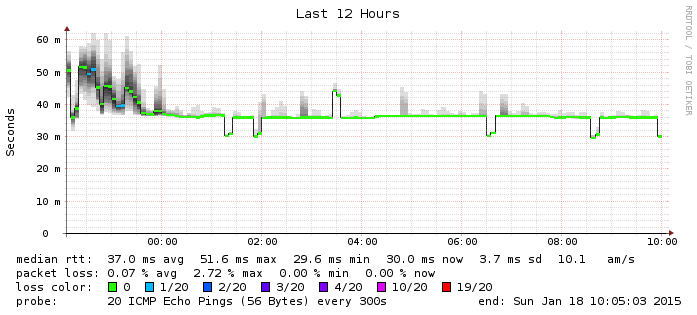 Last 12 Hours
RRDTOOL / TOBI OETIKER
Seconds
60 m
50 m
40 m
30 m
20 m
10 m
0
00:00 02:00 04:00 06:00 08:00 10:00
median rtt: 37.0 ms avg 51.6 ms max 29.6 ms min 30.0 ms now 3.7 ms sd 10.1 am/s
packet loss: 0.07 % avg 2.72 % max 0.00 % min 0.00 % now
loss color: 0 1/20 2/20 3/20 4/20 10/20 19/20
probe: 20 ICMP Echo Pings (56 Bytes) every 300s end: Sun Jan 18 10:05:03 2015